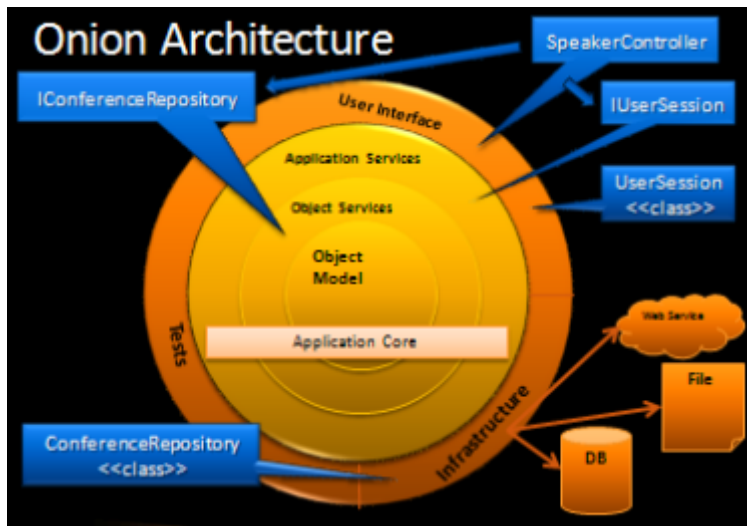 Onion Architecture
SpeakerController
IConferenceRepository
IUserSession
User Interface
Application Services
UserSession
<<class>>
Object Services
Object
Model
Web Service
Tests
Application Core
File
Infrastructure
ConferenceRepository
<<class>>
DB